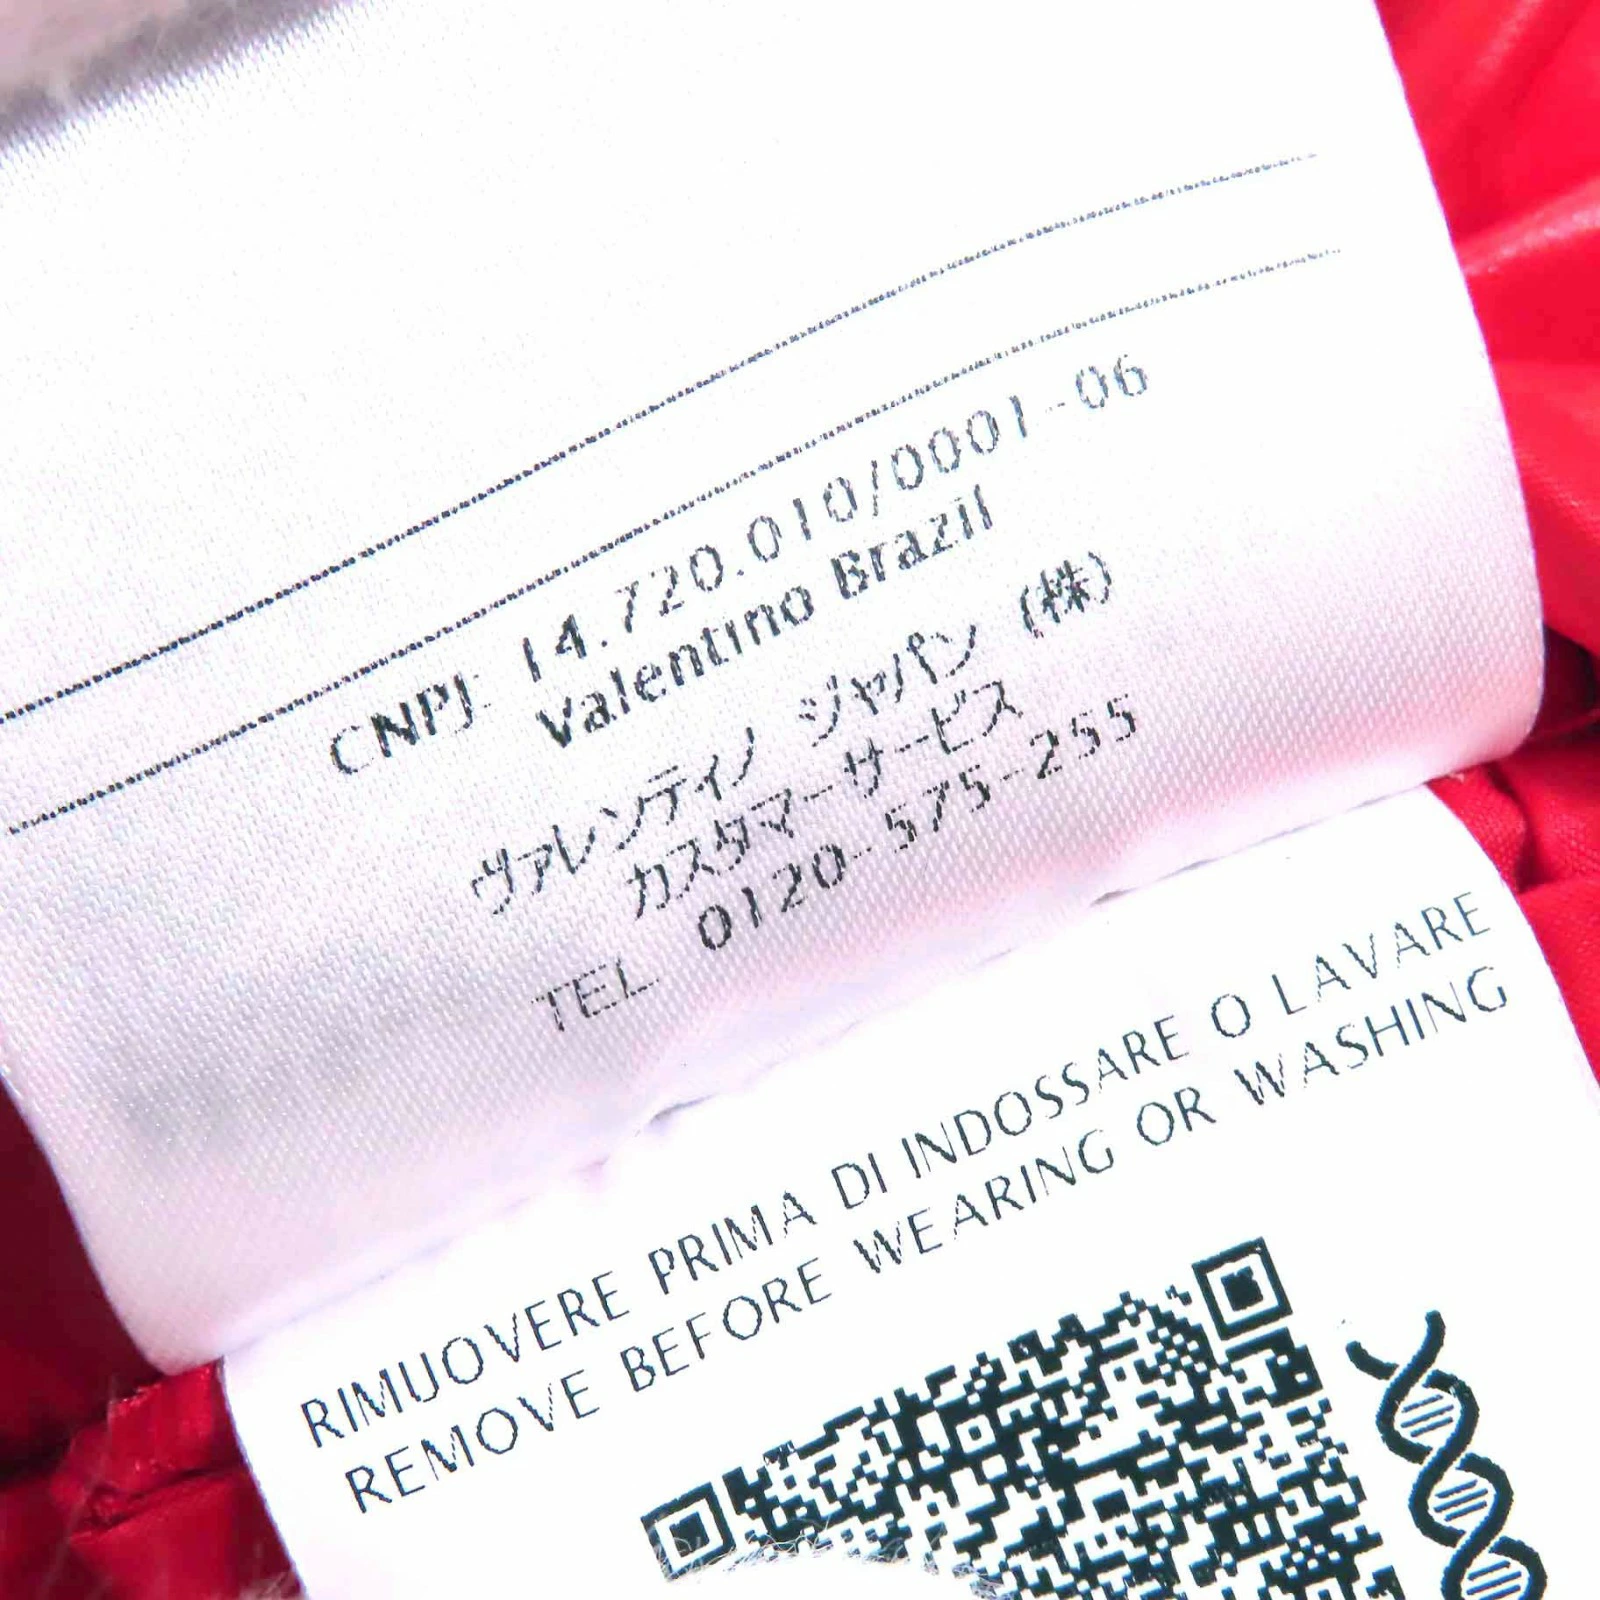 CNPJ: 14.720.010/0001-06
Valentino Brazil
ヴァレンティノ ジャパン (株)
カスタマーサービス
TEL 0120-575-255
RIMUOVERE PRIMA DI INDOSSARE O LAVARE
REMOVE BEFORE WEARING OR WASHING